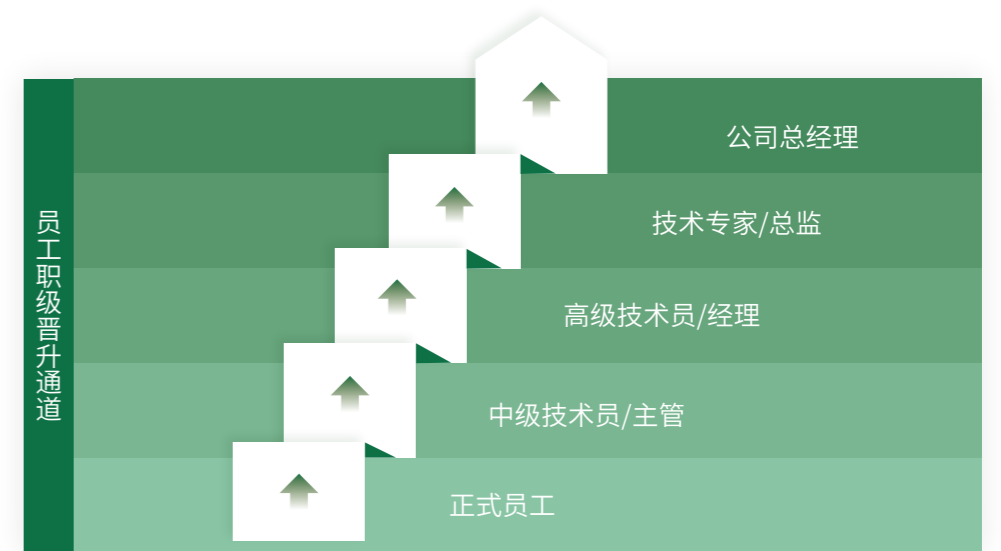 员工职级晋升通道
公司总经理
技术专家/总监
高级技术员/经理
中级技术员/主管
正式员工